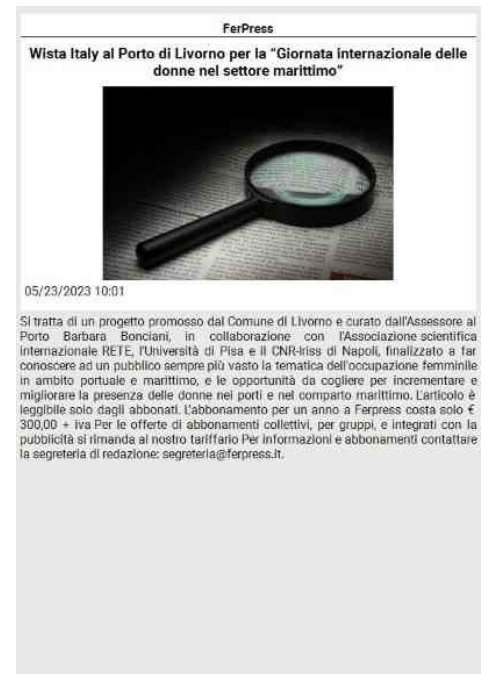 FerPress
Wista Italy al Porto di Livorno per la “Giornata internazionale delle
donne nel settore marittimo”
05/23/2023 10:01
Si tratta di un progetto promosso dal Comune di Livorno e curato dall'Assessore al
Porto Barbara Bonciani, in collaborazione con l'Associazione scientifica
internazionale RETE, l'Università di Pisa e il CNR-Iriss di Napoli, finalizzato a far
conoscere ad un pubblico sempre più vasto la tematica dell'occupazione femminile
in ambito portuale e marittimo, e le opportunità da cogliere per incrementare e
migliorare la presenza delle donne nei porti e nel comparto marittimo. L'articolo è
leggibile solo dagli abbonati. L'abbonamento per un anno a Ferpress costa solo €
300,00 + iva Per le offerte di abbonamenti collettivi, per gruppi, e integrati con la
pubblicità si rimanda al nostro tariffario Per informazioni e abbonamenti contattare
la segreteria di redazione: segreteria@ferpress.it.